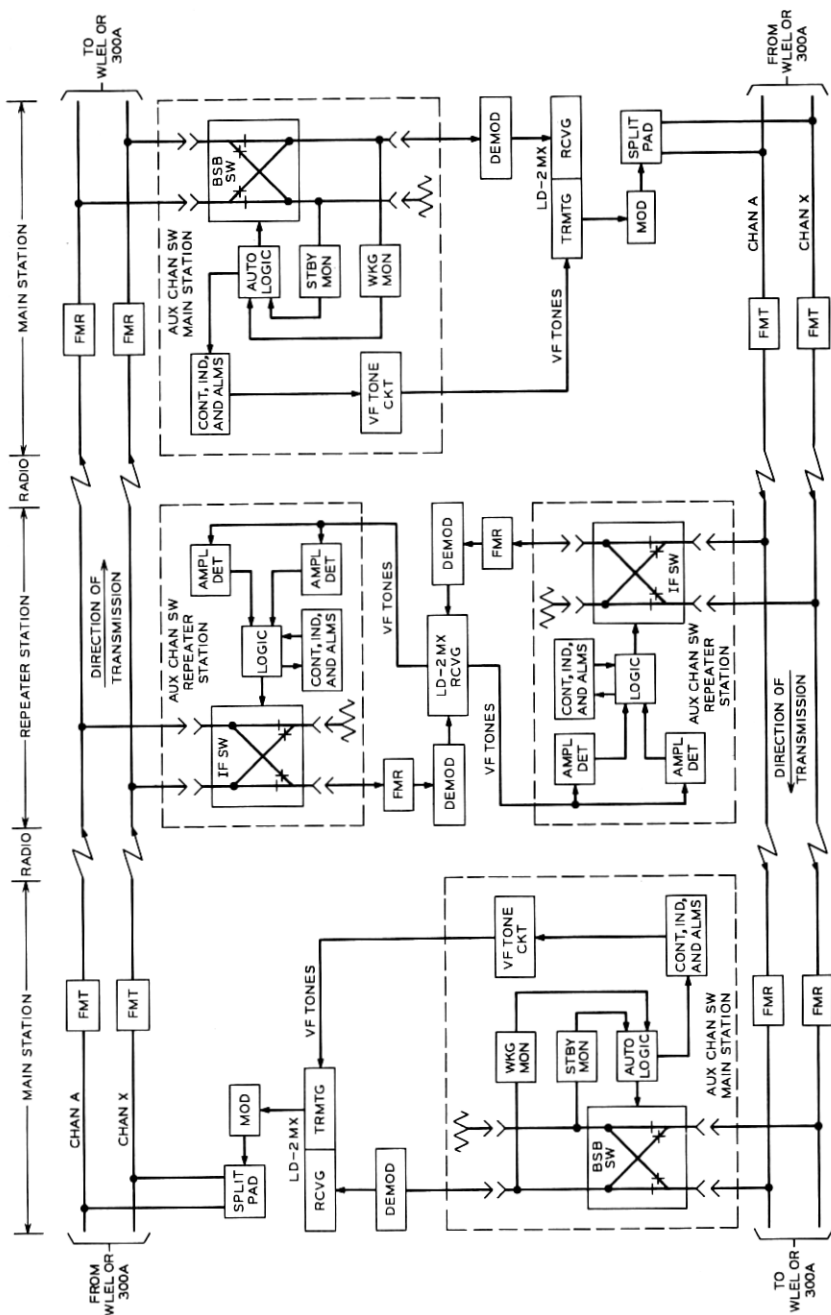 MAIN STATION
RADIO
REPEATER STATION
RADIO
MAIN STATION
FROM
WLEL OR
300A
CHAN A
CHAN X
FMT
FMT
DIRECTION OF
TRANSMISSION
FMR
FMR
TO
WLEL OR
300A
SPLIT
PAD
MOD
LD-2 MX
RCVG
TRMTG
DEMOD
VF TONES
IF SW
AUX CHAN SW
REPEATER
STATION
LOGIC
AMPL
DET
AMPL
DET
CONT, IND,
AND ALMS
FMR
DEMOD
VF TONES
LD-2 MX
RCVG
VF TONES
DEMOD
FMR
AUX CHAN SW
MAIN STATION
BSB
SW
AUTO
LOGIC
STBY
MON
WKG
MON
CONT, IND,
AND ALMS
VF TONE
CKT
VF TONES
DEMOD
LD-2 MX
TRMTG
RCVG
MOD
SPLIT
PAD
WKG
MON
STBY
MON
AUTO
LOGIC
BSB
SW
VF TONE
CKT
CONT, IND,
AND ALMS
AUX CHAN SW
MAIN STATION
AMPL
DET
AMPL
DET
CONT, IND,
AND ALMS
LOGIC
IF SW
AUX CHAN SW
REPEATER
STATION
TO
WLEL OR
300A
FMR
FMR
DIRECTION OF
TRANSMISSION
FMT
FMT
CHAN A
CHAN X
FROM
WLEL OR
300A